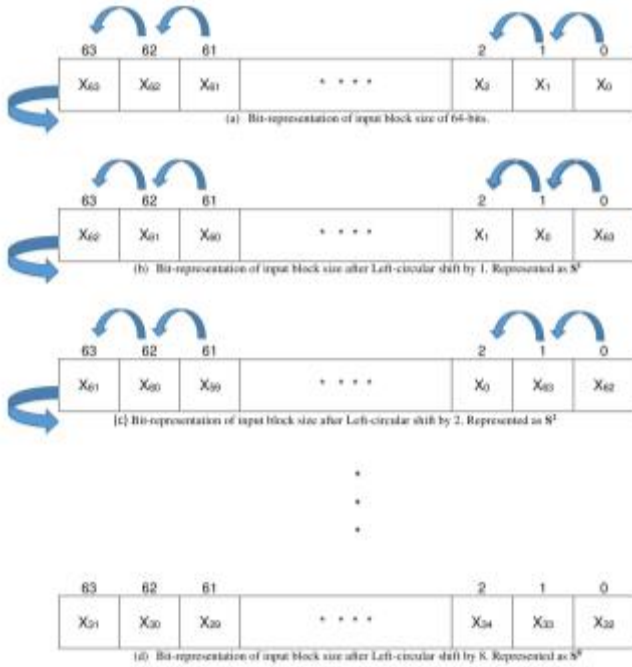 63 62 61 2 1 0
X63 X62 X61 * * * * X2 X1 X0
(a) Bit-representation of input block size of 64-bits.
63 62 61 2 1 0
X62 X61 X60 * * * * X1 X0 X63
(b) Bit-representation of input block size after Left-circular shift by 1. Represented as S¹
63 62 61 2 1 0
X61 X60 X59 * * * * X0 X63 X62
(c) Bit-representation of input block size after Left-circular shift by 2. Represented as S²
*
*
*
63 62 61 2 1 0
X31 X30 X29 * * * * X34 X33 X32
(d) Bit-representation of input block size after Left-circular shift by 8. Represented as S⁸